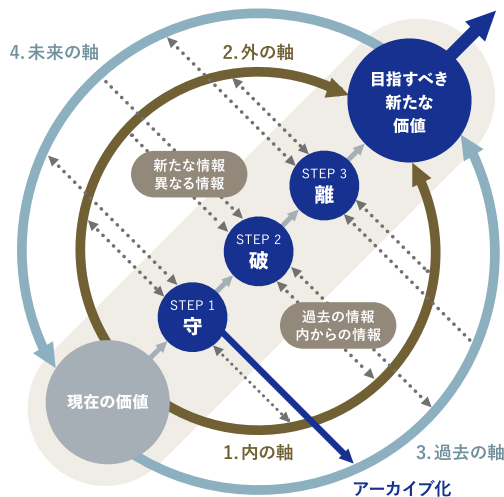 4.未来の軸
2.外の軸
目指すべき
新たな
価値
新たな情報
異なる情報
STEP 3
離
STEP 2
破
STEP 1
守
過去の情報
内からの情報
現在の価値
1.内の軸
3.過去の軸
アーカイブ化